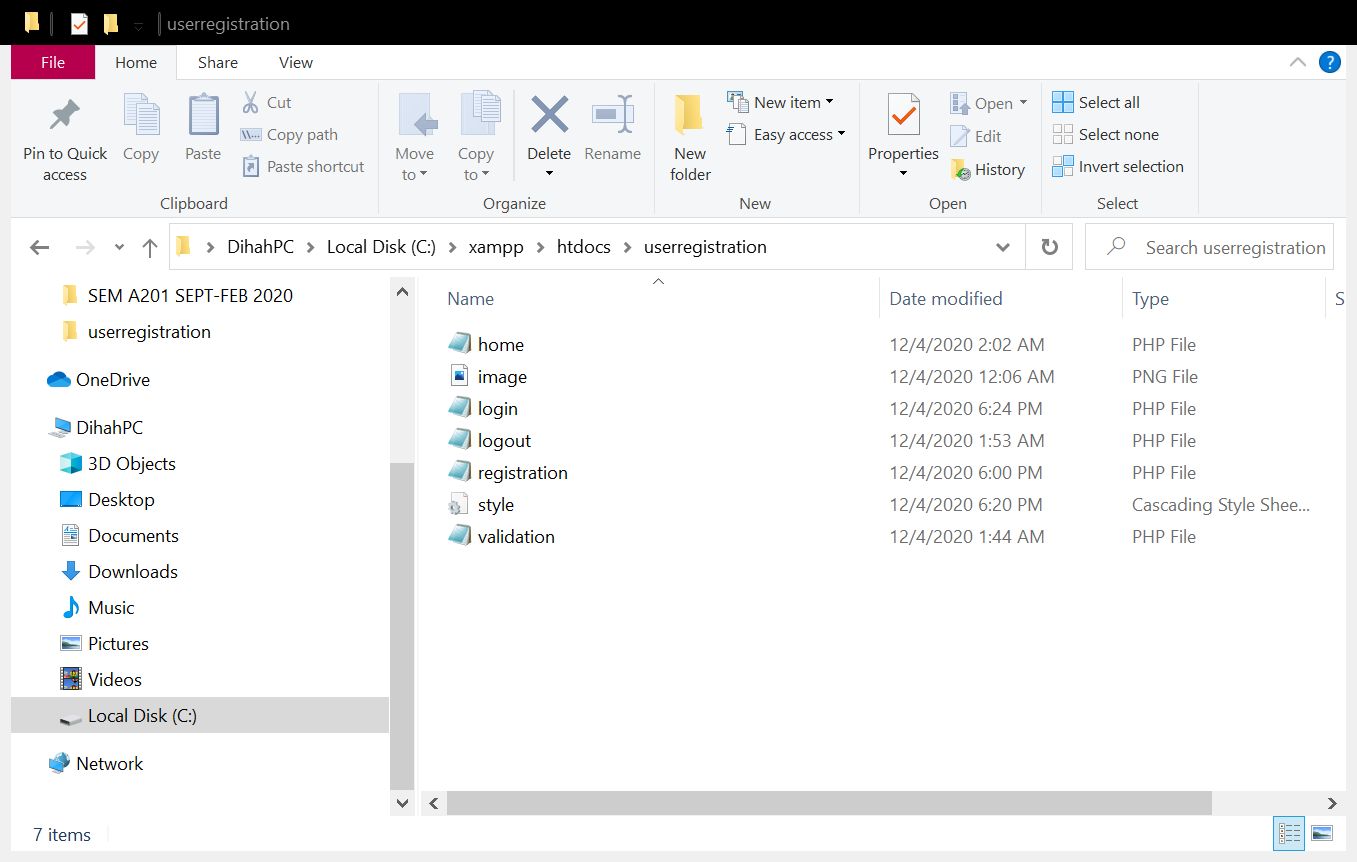 userregistration
File Home Share View
Pin to Quick access
Copy
Paste
Cut
Copy path
Paste shortcut
Clipboard
Move to
Copy to
Delete
Rename
Organize
New folder
New item
Easy access
New
Properties
Open
Edit
History
Open
Select all
Select none
Invert selection
Select
DihahPC > Local Disk (C:) > xampp > htdocs > userregistration
Search userregistration
SEM A201 SEPT-FEB 2020
userregistration
OneDrive
DihahPC
3D Objects
Desktop
Documents
Downloads
Music
Pictures
Videos
Local Disk (C:)
Network
Name Date modified Type S
home 12/4/2020 2:02 AM PHP File
image 12/4/2020 12:06 AM PNG File
login 12/4/2020 6:24 PM PHP File
logout 12/4/2020 1:53 AM PHP File
registration 12/4/2020 6:00 PM PHP File
style 12/4/2020 6:20 PM Cascading Style Shee...
validation 12/4/2020 1:44 AM PHP File
7 items